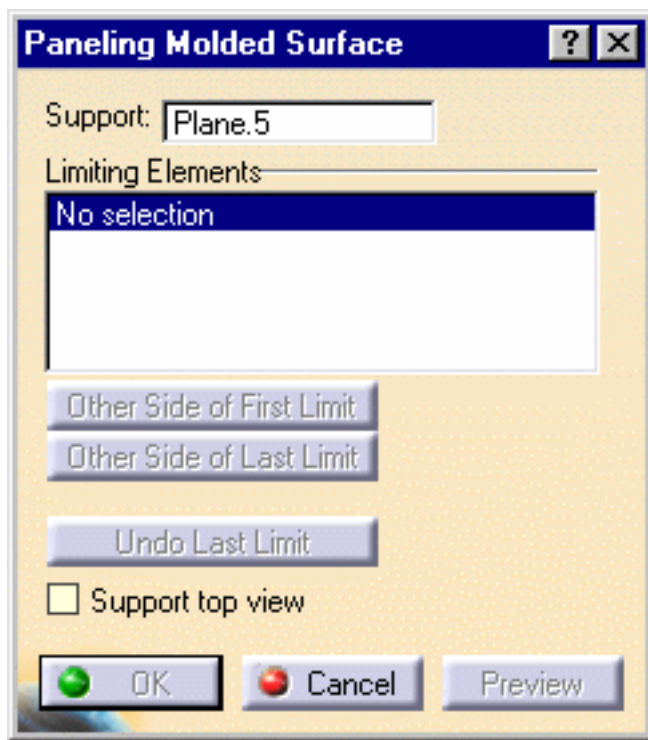 Paneling Molded Surface ? X
Support: Plane.5
Limiting Elements
No selection
Other Side of First Limit
Other Side of Last Limit
Undo Last Limit
Support top view
OK Cancel Preview